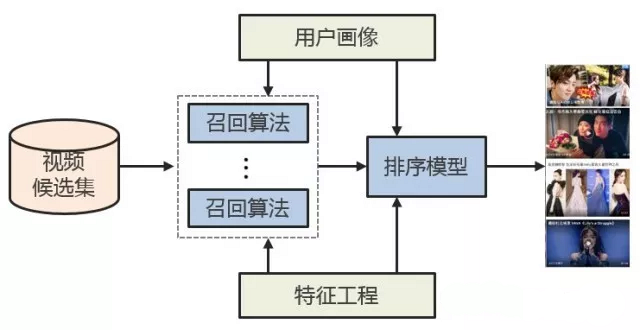 用户画像
召回算法
视频
候选集
召回算法
排序模型
特征工程